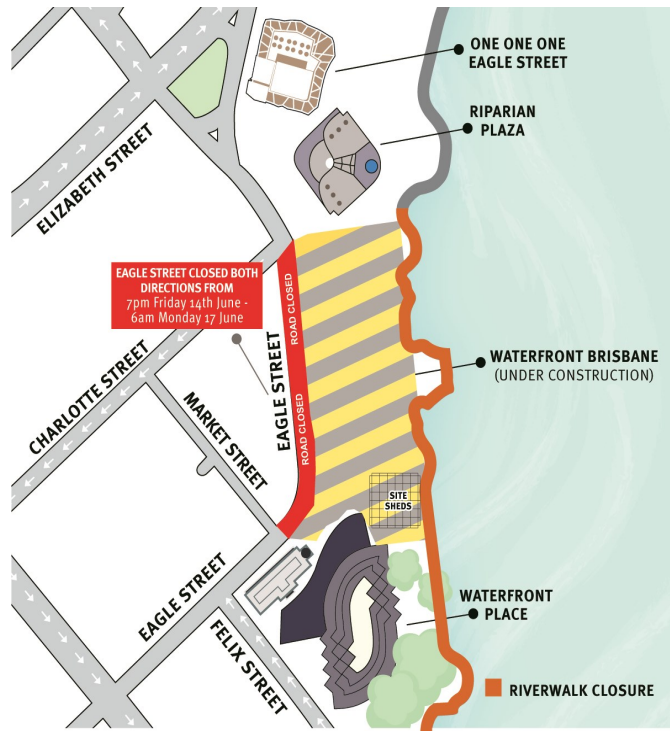 ONE ONE ONE
EAGLE STREET
RIPARIAN
PLAZA
ELIZABETH STREET
EAGLE STREET CLOSED BOTH
DIRECTIONS FROM
7pm Friday 14th June -
6am Monday 17 June
ROAD CLOSED
EAGLE STREET
ROAD CLOSED
WATERFRONT BRISBANE
(UNDER CONSTRUCTION)
CHARLOTTE STREET
MARKET STREET
SITE
SHEDS
EAGLE STREET
FELIX STREET
WATERFRONT
PLACE
RIVERWALK CLOSURE